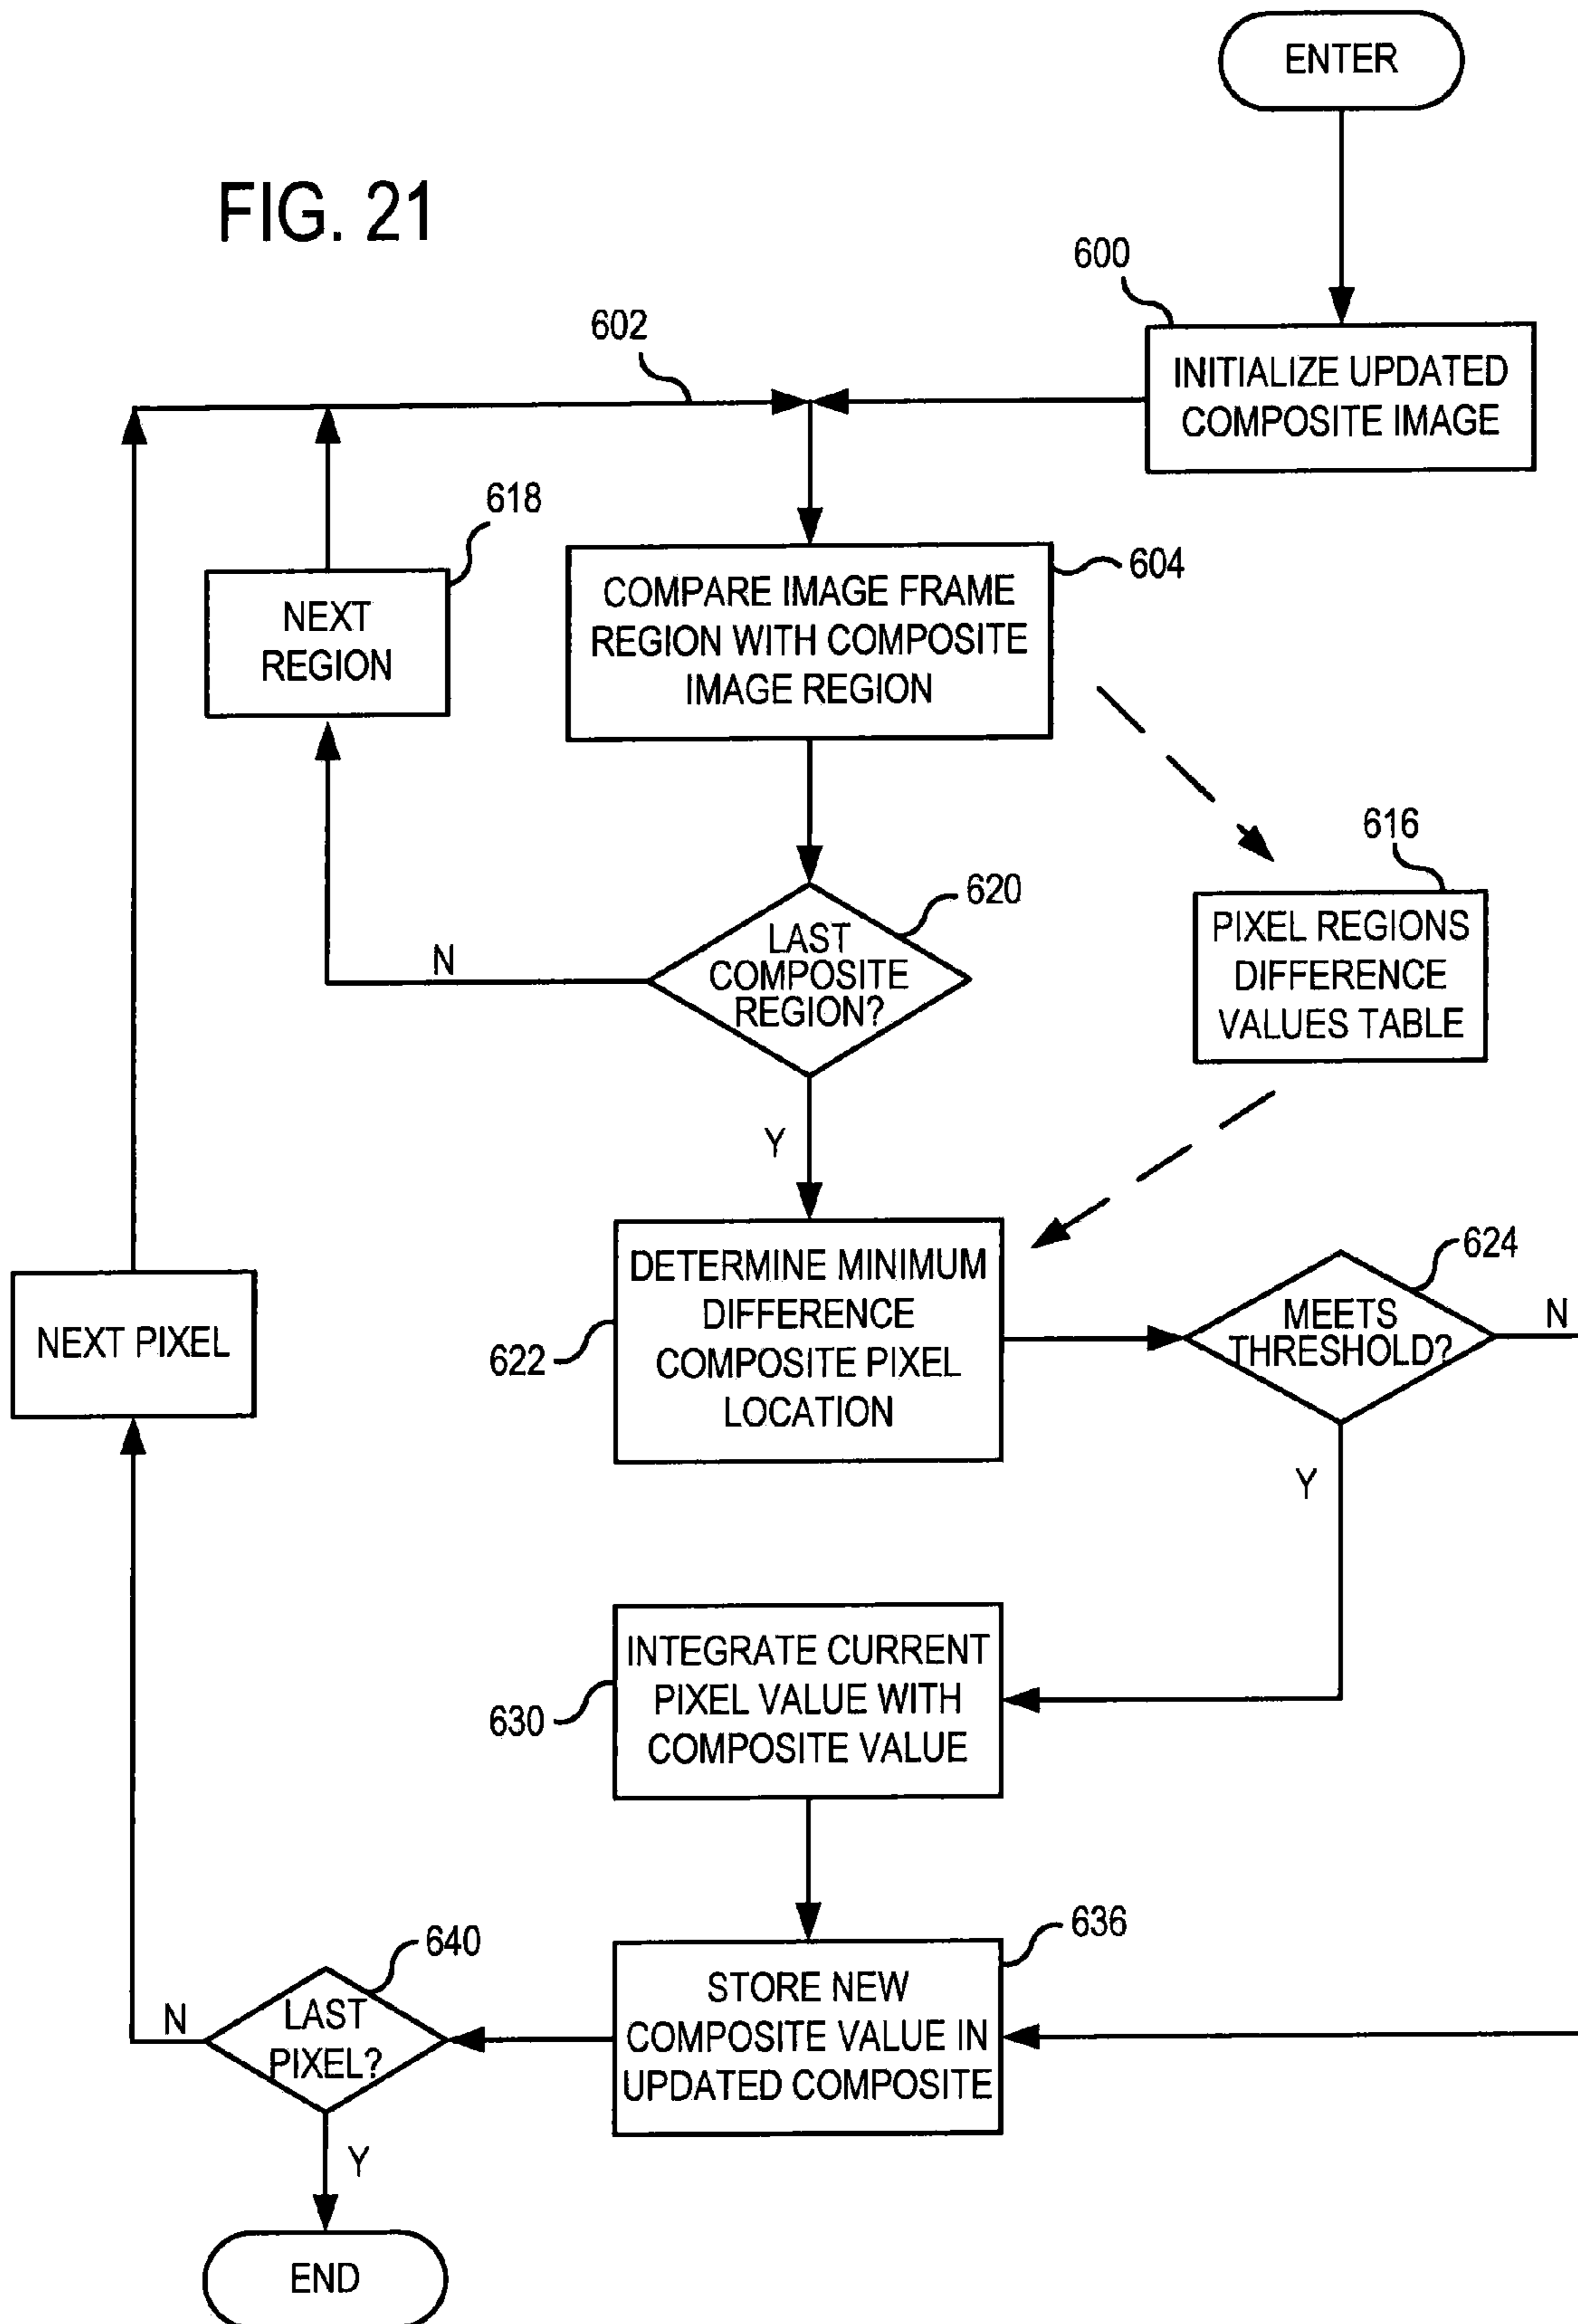 ENTER
FIG. 21
600
602
INITIALIZE UPDATED
COMPOSITE IMAGE
618
604
COMPARE IMAGE FRAME
REGION WITH COMPOSITE
IMAGE REGION
NEXT
REGION
616
620
LAST
COMPOSITE
REGION?
N
PIXEL REGIONS
DIFFERENCE
VALUES TABLE
Y
624
DETERMINE MINIMUM
DIFFERENCE
COMPOSITE PIXEL
LOCATION
622
MEETS
THRESHOLD?
N
NEXT PIXEL
Y
INTEGRATE CURRENT
PIXEL VALUE WITH
COMPOSITE VALUE
630
636
640
STORE NEW
COMPOSITE VALUE IN
UPDATED COMPOSITE
LAST
PIXEL?
N
Y
END